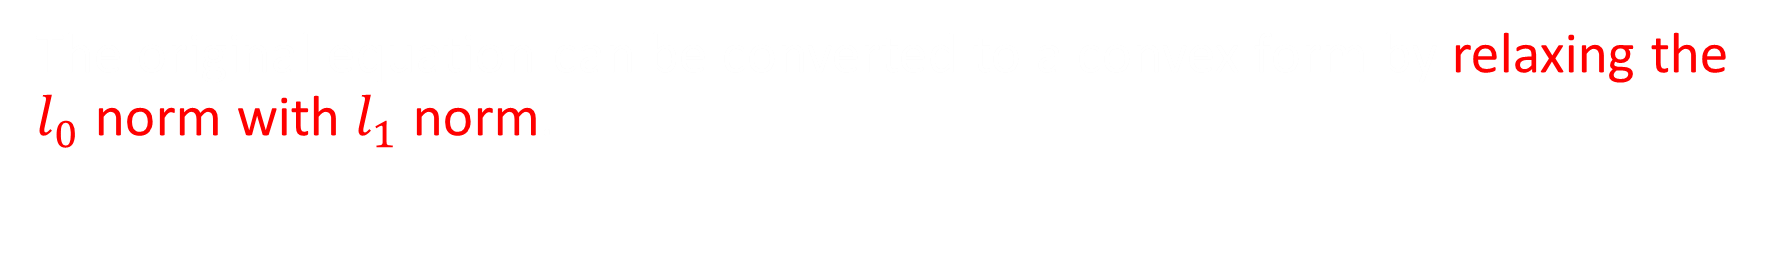 relaxing the
l₀ norm with l₁ norm